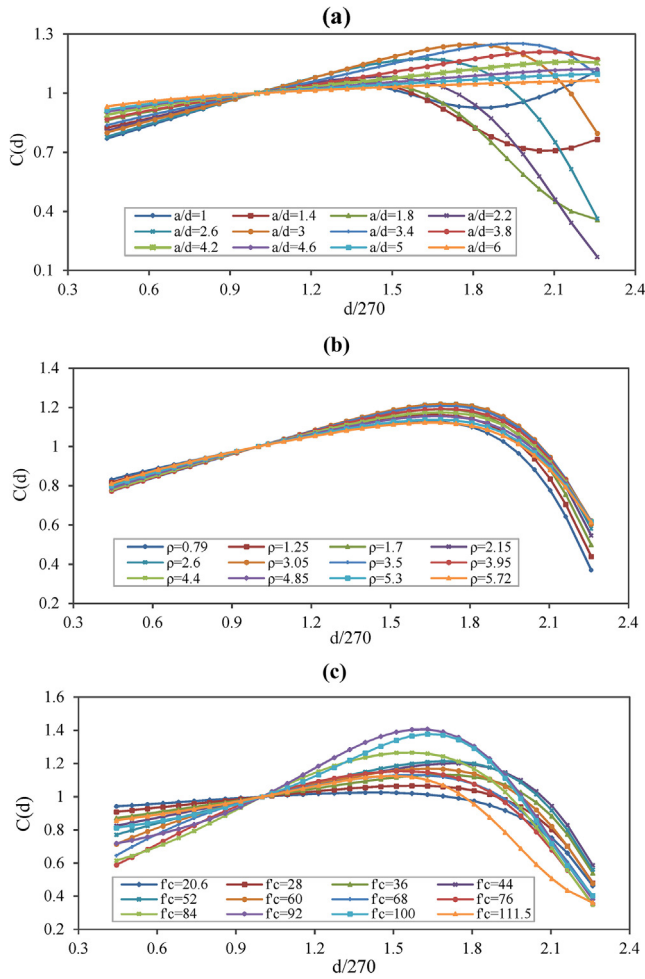 (a)
1.3
1
0.7
0.4
0.1
C(d)
a/d=1 a/d=1.4 a/d=1.8 a/d=2.2
a/d=2.6 a/d=3 a/d=3.4 a/d=3.8
a/d=4.2 a/d=4.6 a/d=5 a/d=6
0.3 0.6 0.9 1.2 1.5 1.8 2.1 2.4
d/270
(b)
1.4
1.2
1
0.8
0.6
0.4
0.2
C(d)
ρ=0.79 ρ=1.25 ρ=1.7 ρ=2.15
ρ=2.6 ρ=3.05 ρ=3.5 ρ=3.95
ρ=4.4 ρ=4.85 ρ=5.3 ρ=5.72
0.3 0.6 0.9 1.2 1.5 1.8 2.1 2.4
d/270
(c)
1.6
1.4
1.2
1
0.8
0.6
0.4
0.2
C(d)
f'c=20.6 f'c=28 f'c=36 f'c=44
f'c=52 f'c=60 f'c=68 f'c=76
f'c=84 f'c=92 f'c=100 f'c=111.5
0.3 0.6 0.9 1.2 1.5 1.8 2.1 2.4
d/270